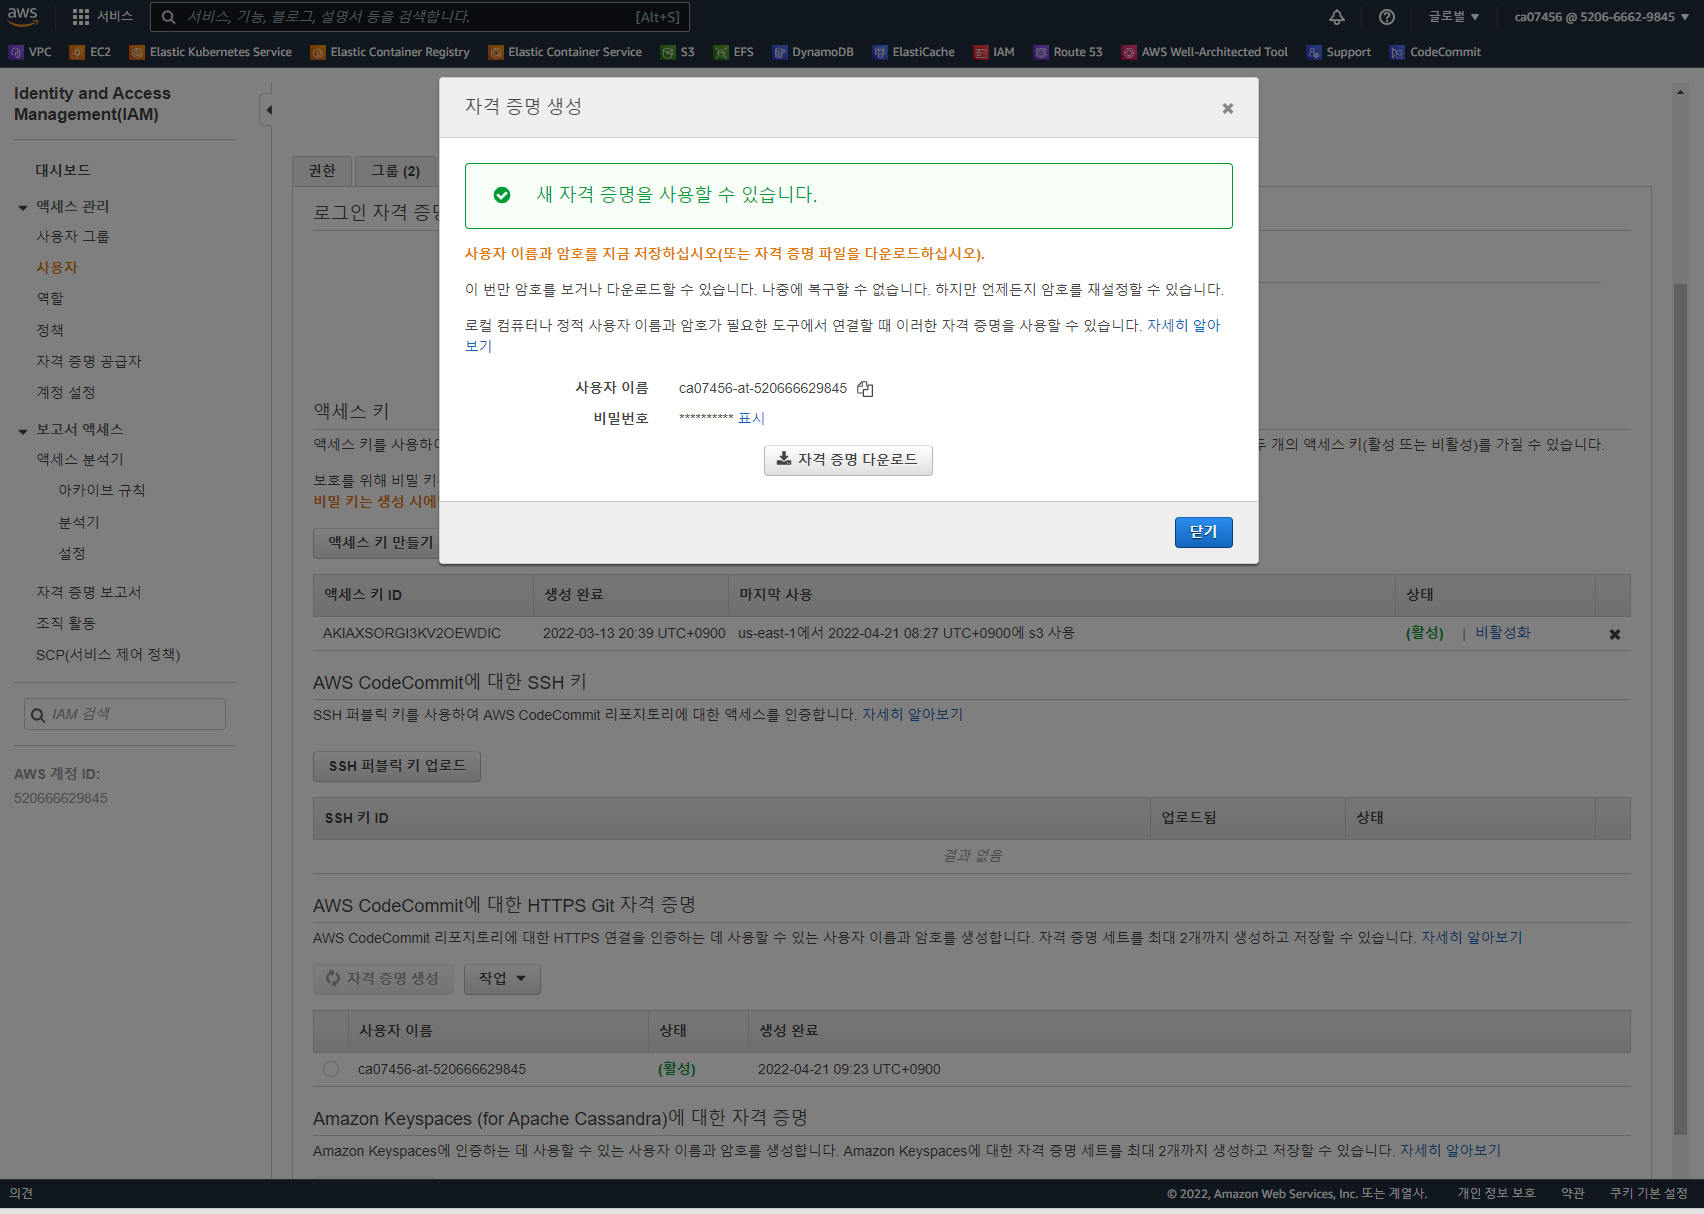 aws
서비스
서비스, 기능, 블로그, 설명서 등을 검색합니다.
[Alt+S]
글로벌
ca07456 @ 5206-6662-9845
VPC
EC2
Elastic Kubernetes Service
Elastic Container Registry
Elastic Container Service
S3
EFS
DynamoDB
ElastiCache
IAM
Route 53
AWS Well-Architected Tool
Support
CodeCommit
Identity and Access
Management(IAM)
대시보드
액세스 관리
사용자 그룹
사용자
역할
정책
자격 증명 공급자
계정 설정
보고서 액세스
액세스 분석기
아카이브 규칙
분석기
설정
자격 증명 보고서
조직 활동
SCP(서비스 제어 정책)
IAM 검색
AWS 계정 ID:
520666629845
권한
그룹 (2)
로그인 자격 증명
자격 증명 생성
새 자격 증명을 사용할 수 있습니다.
사용자 이름과 암호를 지금 저장하십시오(또는 자격 증명 파일을 다운로드하십시오).
이 번만 암호를 보거나 다운로드할 수 있습니다. 나중에 복구할 수 없습니다. 하지만 언제든지 암호를 재설정할 수 있습니다.
로컬 컴퓨터나 정적 사용자 이름과 암호가 필요한 도구에서 연결할 때 이러한 자격 증명을 사용할 수 있습니다. 자세히 알아
보기
사용자 이름 ca07456-at-520666629845
비밀번호 ********** 표시
자격 증명 다운로드
닫기
액세스 키
액세스 키를 사용하여
두 개의 액세스 키(활성 또는 비활성)를 가질 수 있습니다.
보호를 위해 비밀 키
비밀 키는 생성 시에
액세스 키 만들기
액세스 키 ID 생성 완료 마지막 사용 상태
AKIAXSORGI3KV2OEWDIC 2022-03-13 20:39 UTC+0900 us-east-1에서 2022-04-21 08:27 UTC+0900에 s3 사용 (활성) | 비활성화
AWS CodeCommit에 대한 SSH 키
SSH 퍼블릭 키를 사용하여 AWS CodeCommit 리포지토리에 대한 액세스를 인증합니다. 자세히 알아보기
SSH 퍼블릭 키 업로드
SSH 키 ID 업로드됨 상태
결과 없음
AWS CodeCommit에 대한 HTTPS Git 자격 증명
AWS CodeCommit 리포지토리에 대한 HTTPS 연결을 인증하는 데 사용할 수 있는 사용자 이름과 암호를 생성합니다. 자격 증명 세트를 최대 2개까지 생성하고 저장할 수 있습니다. 자세히 알아보기
자격 증명 생성 작업
사용자 이름 상태 생성 완료
ca07456-at-520666629845 (활성) 2022-04-21 09:23 UTC+0900
Amazon Keyspaces (for Apache Cassandra)에 대한 자격 증명
Amazon Keyspaces에 인증하는 데 사용할 수 있는 사용자 이름과 암호를 생성합니다. Amazon Keyspaces에 대한 자격 증명 세트를 최대 2개까지 생성하고 저장할 수 있습니다. 자세히 알아보기
의견
© 2022, Amazon Web Services, Inc. 또는 계열사.
개인 정보 보호
약관
쿠키 기본 설정